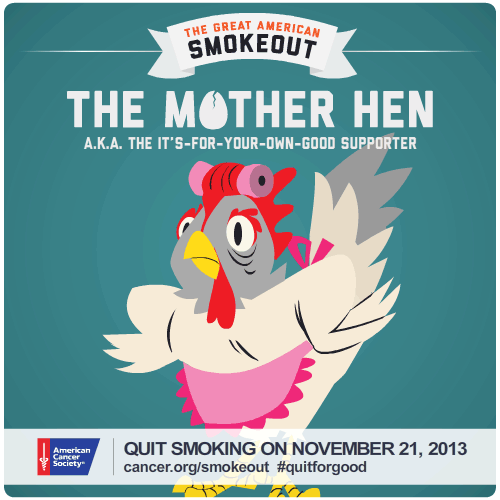 THE GREAT AMERICAN
SMOKEOUT
THE MOTHER HEN
A.K.A. THE IT'S-FOR-YOUR-OWN-GOOD SUPPORTER
American
Cancer
Society®
QUIT SMOKING ON NOVEMBER 21, 2013
cancer.org/smokeout #quitforgood